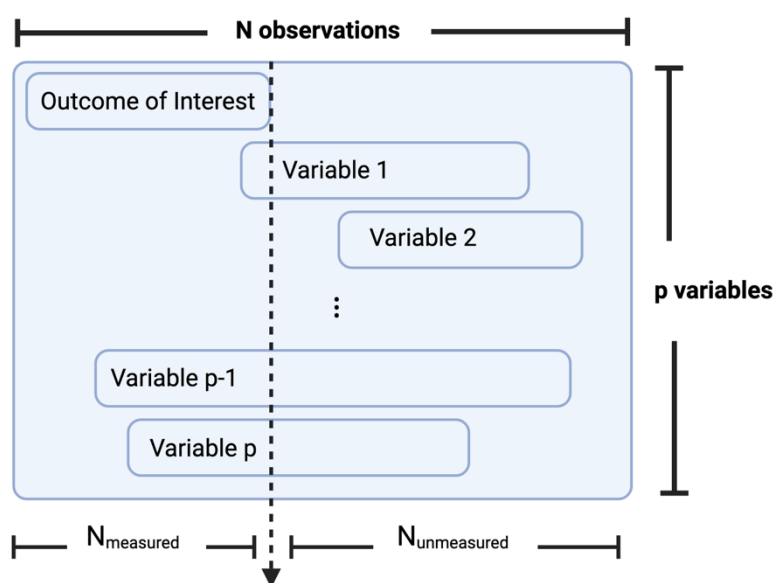 N observations
Outcome of Interest
Variable 1
Variable 2
p variables
Variable p-1
Variable p
Nmeasured
Nunmeasured